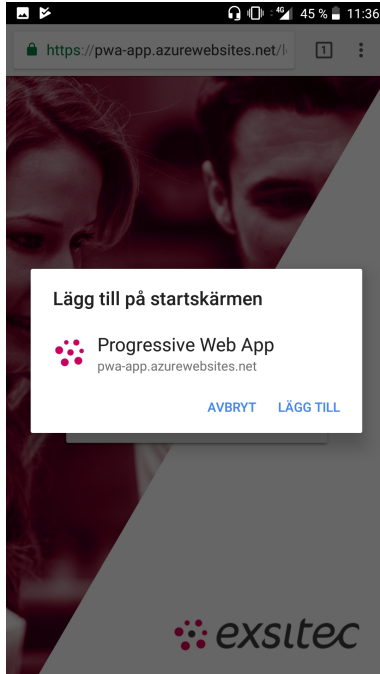 4G 45 % 11:36
https://pwa-app.azurewebsites.net/l
1
Lägg till på startskärmen
Progressive Web App
pwa-app.azurewebsites.net
AVBRYT LÄGG TILL
exsitec